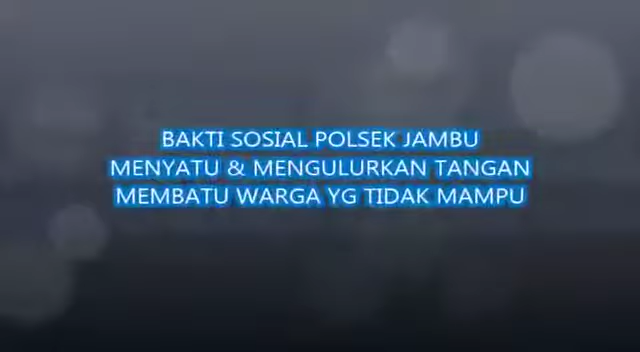 BAKTI SOSIAL POLSEK JAMBU
MENYATU & MENGULURKAN TANGAN
MEMBATU WARGA YG TIDAK MAMPU